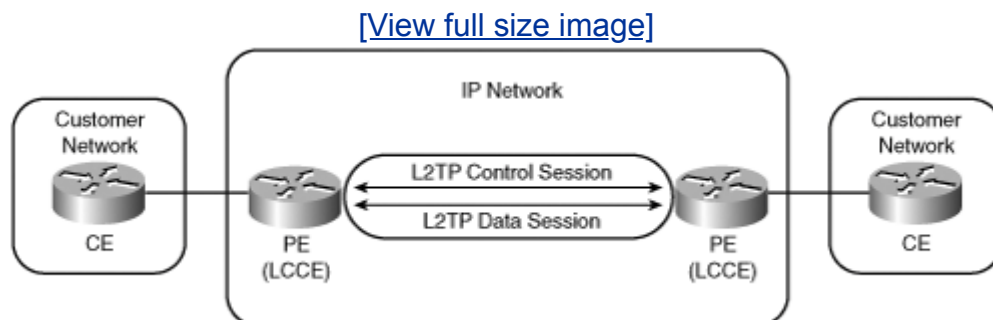 [View full size image]
IP Network
Customer
Network
Customer
Network
L2TP Control Session
L2TP Data Session
CE
PE
(LCCE)
PE
(LCCE)
CE